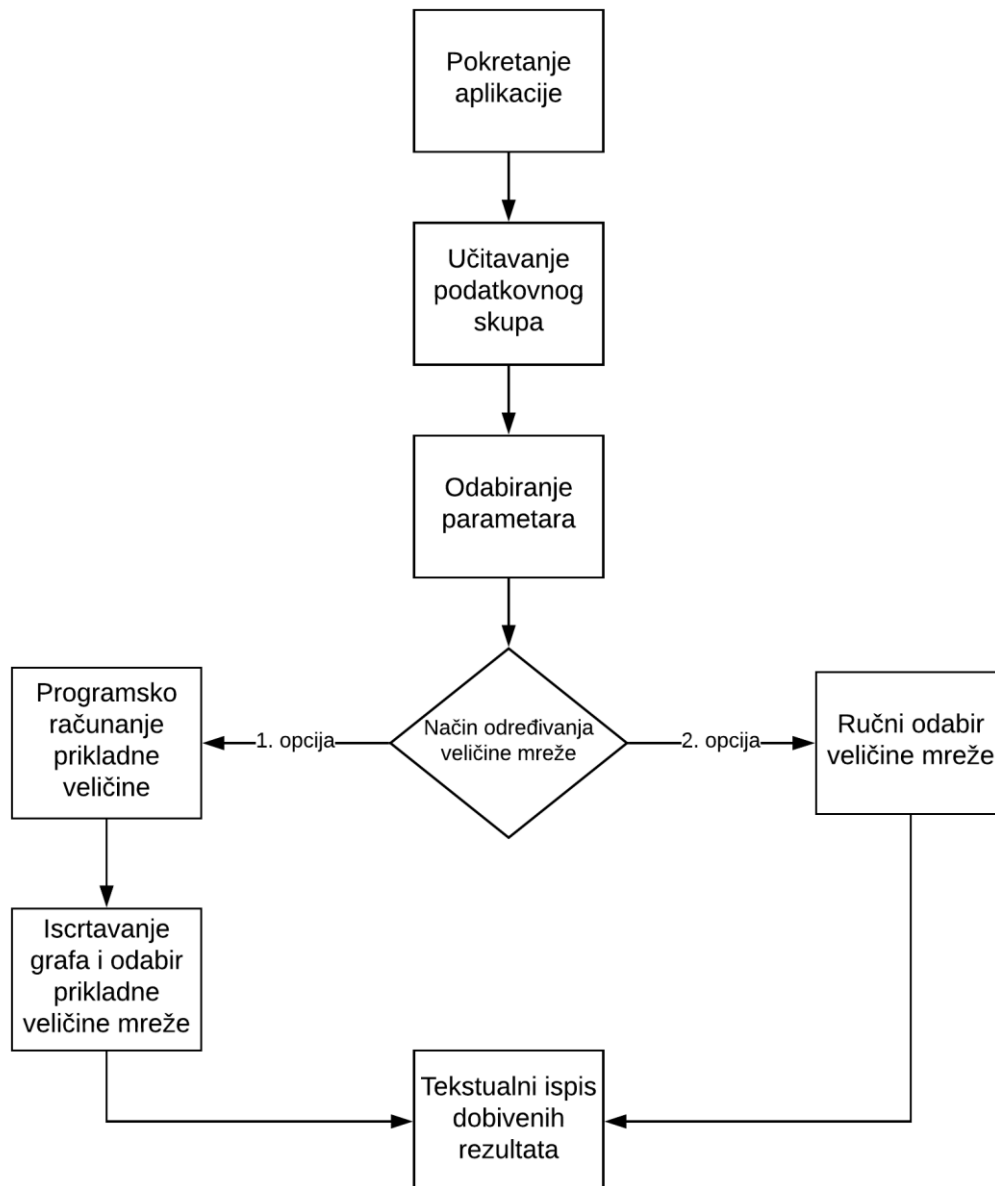 Pokretanje
aplikacije
Učitavanje
podatkovnog
skupa
Odabiranje
parametara
Način određivanja
veličine mreže
1. opcija
2. opcija
Programsko
računanje
prikladne
veličine
Ručni odabir
veličine mreže
Iscrtavanje
grafa i odabir
prikladne
veličine mreže
Tekstualni ispis
dobivenih
rezultata